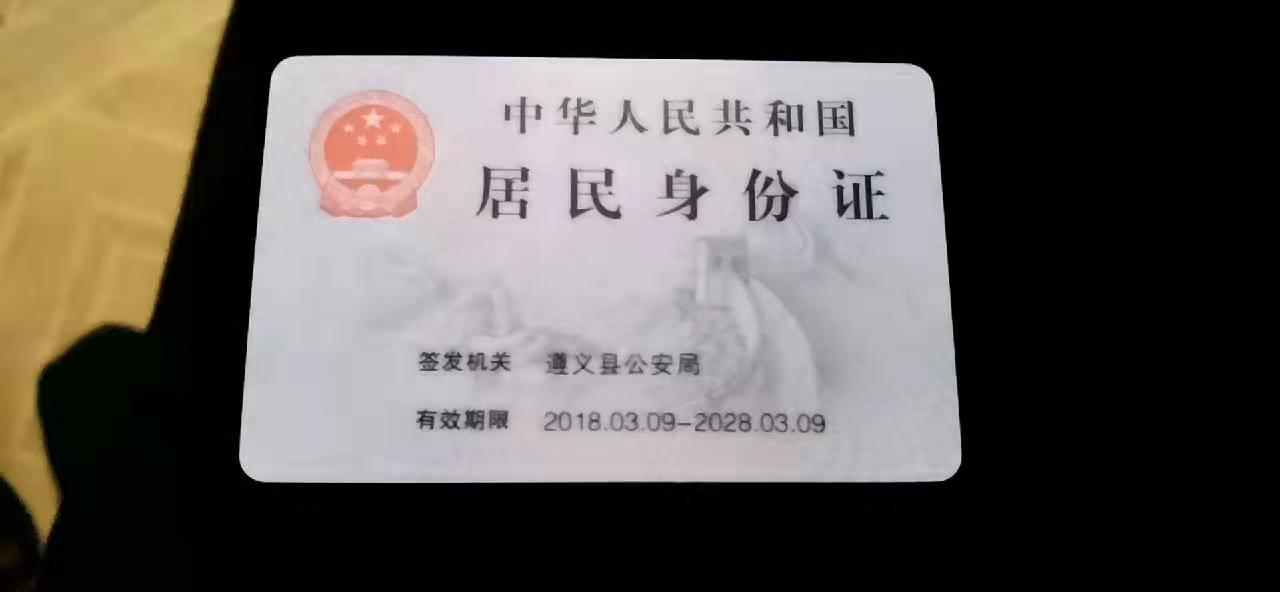 中华人民共和国
居民身份证
签发机关 遵义县公安局
有效期限 2018.03.09-2028.03.09